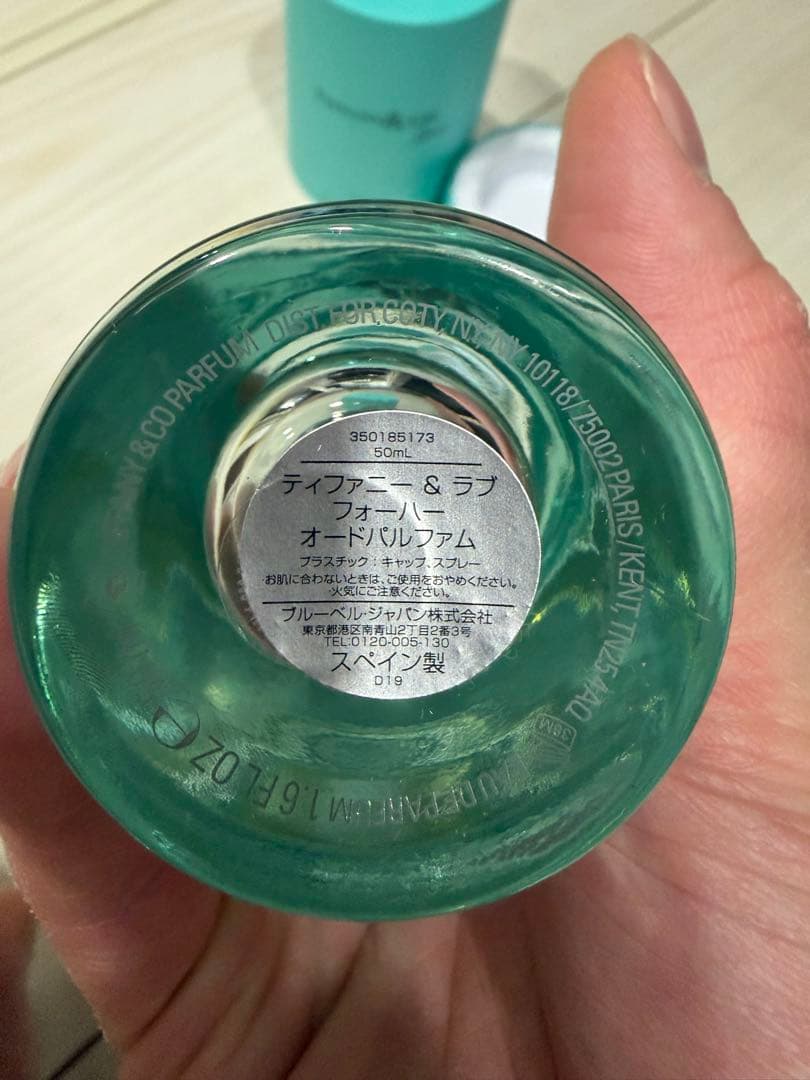 & CO PARFUM DIST. FOR COTY, NY, NY 10118/75002 PARIS/KENT, TN25 4AQ
36M
EAU DE PARFUM 1.6 FL OZ
350185173
50mL
ティファニー & ラブ
フォーハー
オードパルファム
プラスチック：キャップ、スプレー
お肌に合わないときは、ご使用をおやめください。
火気にご注意ください。
ブルーベル・ジャパン株式会社
東京都港区南青山2丁目2番3号
TEL:0120-005-130
スペイン製
D19